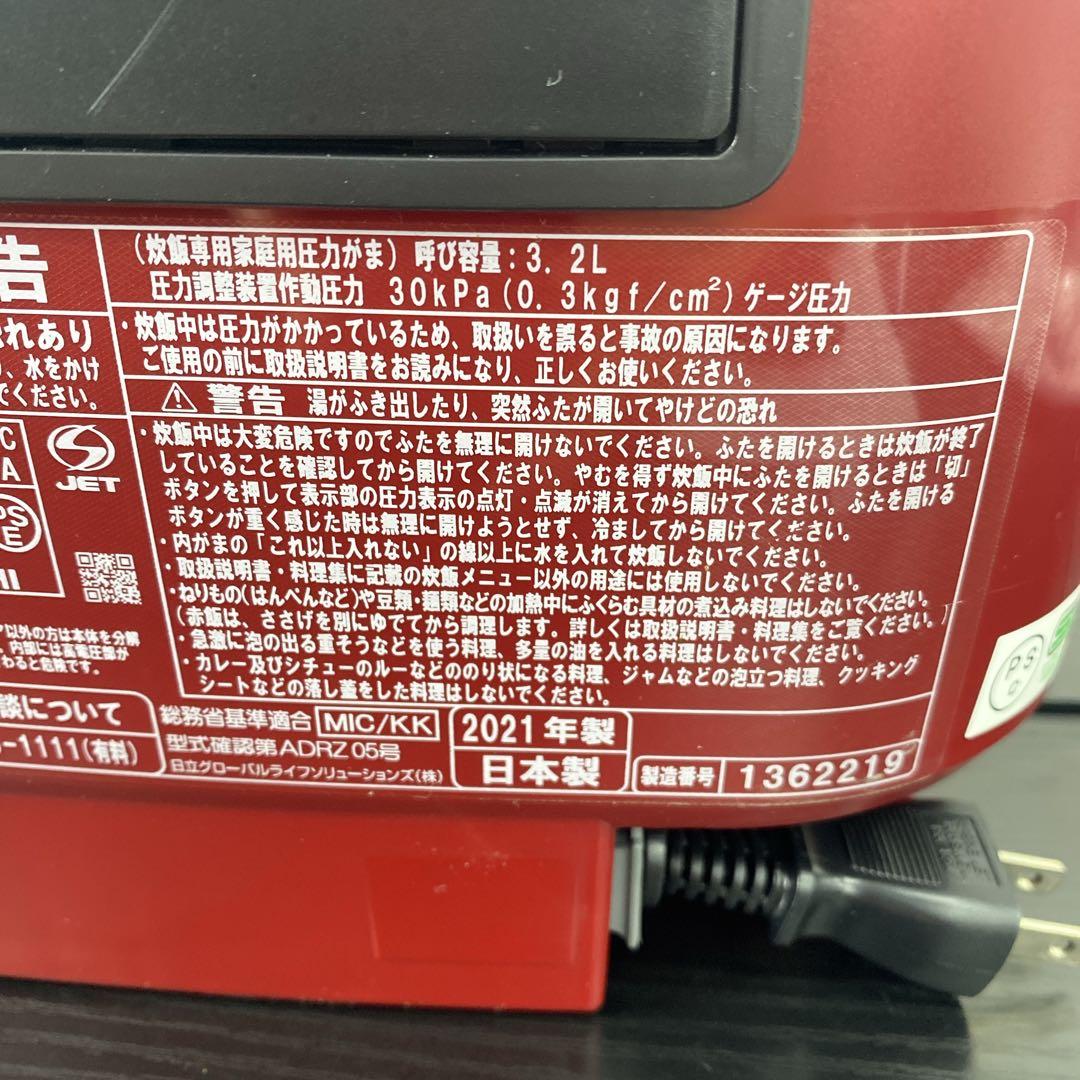 告
(炊飯専用家庭用圧力がま) 呼び容量:3.2L
圧力調整装置作動圧力 30kPa(0.3kgf/cm²)ゲージ圧力
れあり
、水をかけ
ください。
・炊飯中は圧力がかかっているため、取扱いを誤ると事故の原因になります。
ご使用の前に取扱説明書をお読みになり、正しくお使いください。
警告 湯がふき出したり、突然ふたが開いてやけどの恐れ
・炊飯中は大変危険ですのでふたを無理に開けないでください。ふたを開けるときは炊飯が終了
していることを確認してから開けてください。やむを得ず炊飯中にふたを開けるときは「切」
ボタンを押して表示部の圧力表示の点灯・点滅が消えてから開けてください。ふたを開ける
ボタンが重く感じた時は無理に開けようとせず、冷ましてから開けてください。
・内がまの「これ以上入れない」の線以上に水を入れて炊飯しないでください。
・取扱説明書・料理集に記載の炊飯メニュー以外の用途には使用しないでください。
・ねりもの(はんぺんなど)や豆類・麺類などの加熱中にふくらむ具材の煮込み料理はしないでください。
(赤飯は、ささげを別にゆでてから調理します。詳しくは取扱説明書・料理集をご覧ください。)
・急激に泡の出る重そうなどを使う料理、多量の油を入れる料理はしないでください。
・カレー及びシチューのルーなどののり状になる料理、ジャムなどの泡立つ料理、クッキング
シートなどの落し蓋をした料理はしないでください。
C
A
JET
PS
E
HI
ア以外の方は本体を分解
。内部には高電圧部が
わると危険です。
談について
-1111(有料)
総務省基準適合 MIC/KK
型式確認第ADRZ05号
日立グローバルライフソリューションズ(株)
2021年製
日本製
製造番号 1362219
PS